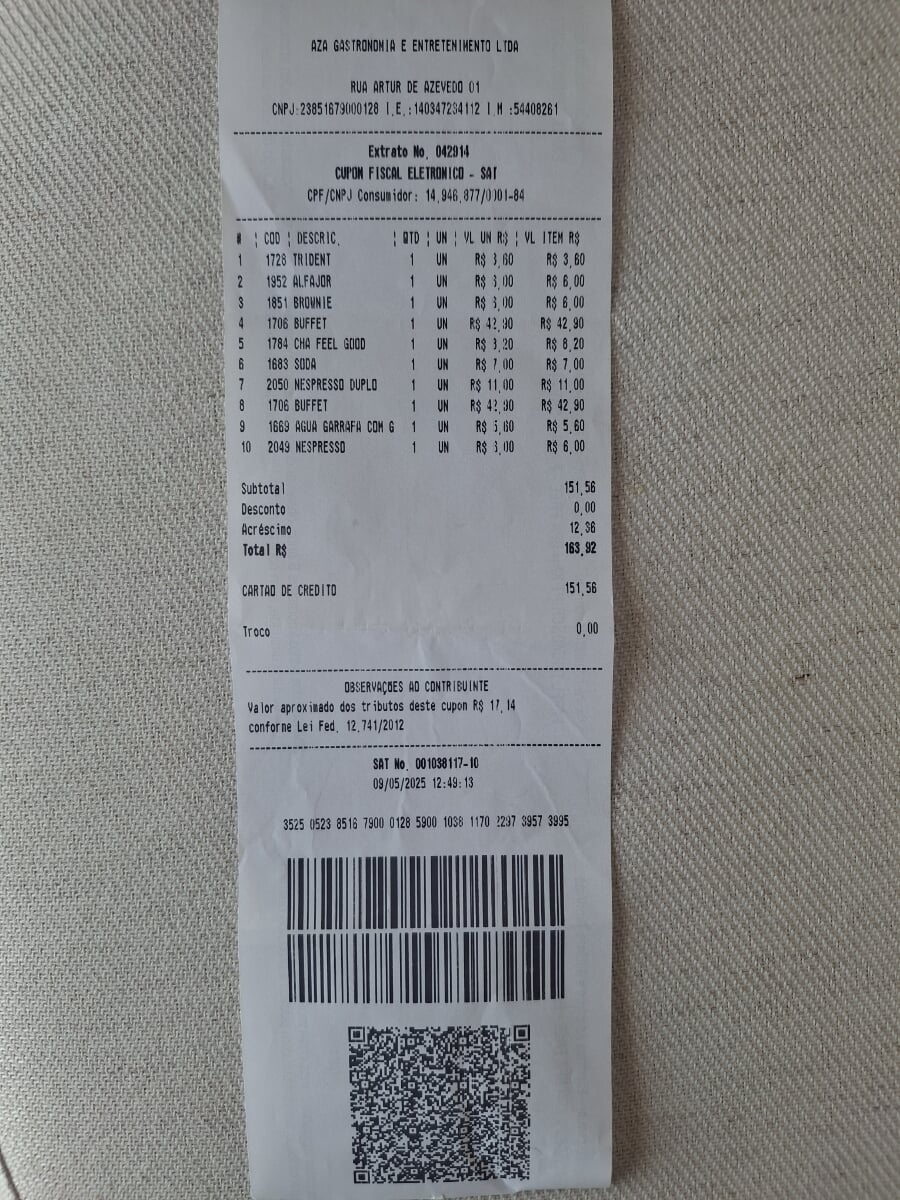 AZA GASTRONOMIA E ENTRETENIMENTO LTDA
RUA ARTUR DE AZEVEDO 01
CNPJ:23851679000128 I.E.:140347234112 I M :54408261
Extrato No. 042914
CUPOM FISCAL ELETRONICO - SAT
CPF/CNPJ Consumidor: 14.946.877/0001-84
# ¦ COD ¦ DESCRIC. ¦ QTD ¦ UN ¦ VL UN R$ ¦ VL ITEM R$
1 1728 TRIDENT 1 UN R$ 3,60 R$ 3,60
2 1952 ALFAJOR 1 UN R$ R$ 6,00
3 1851 BROWNIE 1 UN R$ R$ 6,00
4 1706 BUFFET 1 UN R$ 42,90 R$ 42,90
5 1784 CHA FEEL GOOD 1 UN R$ R$ 8,20
6 1683 SODA 1 UN R$ 7,00 R$ 7,00
7 2050 NESPRESSO DUPLO 1 UN R$ 11,00 R$ 11,00
8 1706 BUFFET 1 UN R$ 42,90 R$ 42,90
9 1669 AGUA GARRAFA COM G 1 UN R$ 5,60 R$ 5,60
10 2049 NESPRESSO 1 UN R$ R$ 6,00
Subtotal 151,56
Desconto 0,00
Acréscimo 12,36
Total R$ 163,92
CARTAO DE CREDITO 151,56
Troco 0,00
OBSERVAÇÕES AO CONTRIBUINTE
Valor aproximado dos tributos deste cupon R$ 17,14
conforme Lei Fed. 12.741/2012
SAT No. 001038117-10
09/05/2025 12:49:13
3525 0523 8516 7900 0128 5900 1038 1170 2297 3957 3995